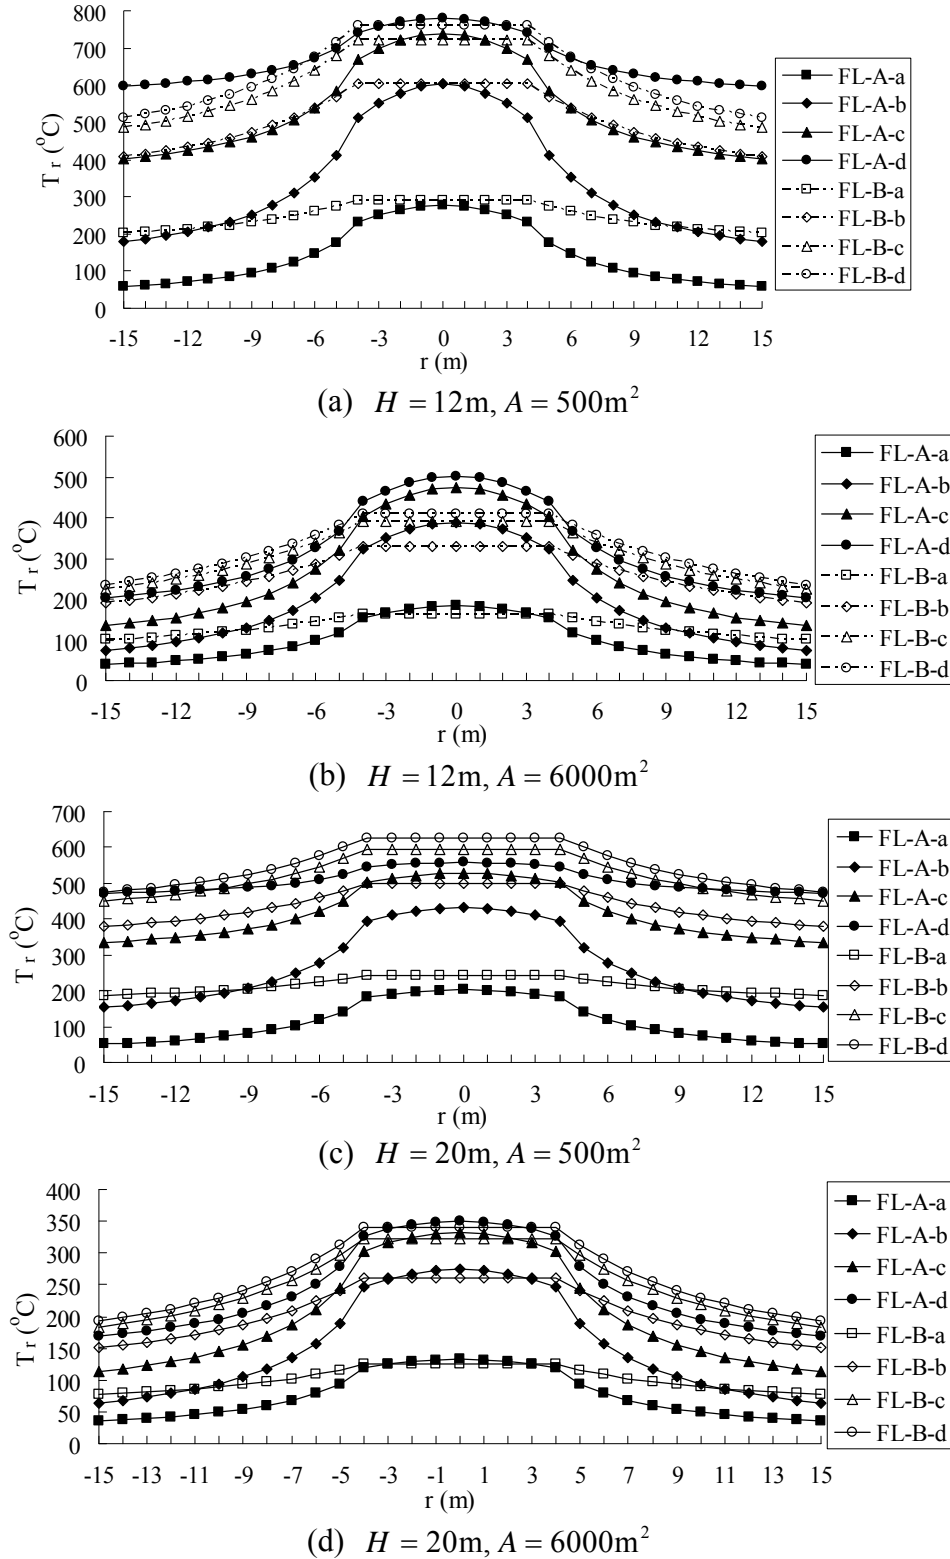 800
700
600
500
400
300
200
100
0
T r (°C)
-15 -12 -9 -6 -3 0 3 6 9 12 15
r (m)
FL-A-a
FL-A-b
FL-A-c
FL-A-d
FL-B-a
FL-B-b
FL-B-c
FL-B-d
(a) H = 12m, A = 500m²
600
500
400
300
200
100
0
T r (°C)
-15 -12 -9 -6 -3 0 3 6 9 12 15
r (m)
FL-A-a
FL-A-b
FL-A-c
FL-A-d
FL-B-a
FL-B-b
FL-B-c
FL-B-d
(b) H = 12m, A = 6000m²
700
600
500
400
300
200
100
0
T r (°C)
-15 -12 -9 -6 -3 0 3 6 9 12 15
r (m)
FL-A-a
FL-A-b
FL-A-c
FL-A-d
FL-B-a
FL-B-b
FL-B-c
FL-B-d
(c) H = 20m, A = 500m²
400
350
300
250
200
150
100
50
0
T r (°C)
-15 -13 -11 -9 -7 -5 -3 -1 1 3 5 7 9 11 13 15
r (m)
FL-A-a
FL-A-b
FL-A-c
FL-A-d
FL-B-a
FL-B-b
FL-B-c
FL-B-d
(d) H = 20m, A = 6000m²